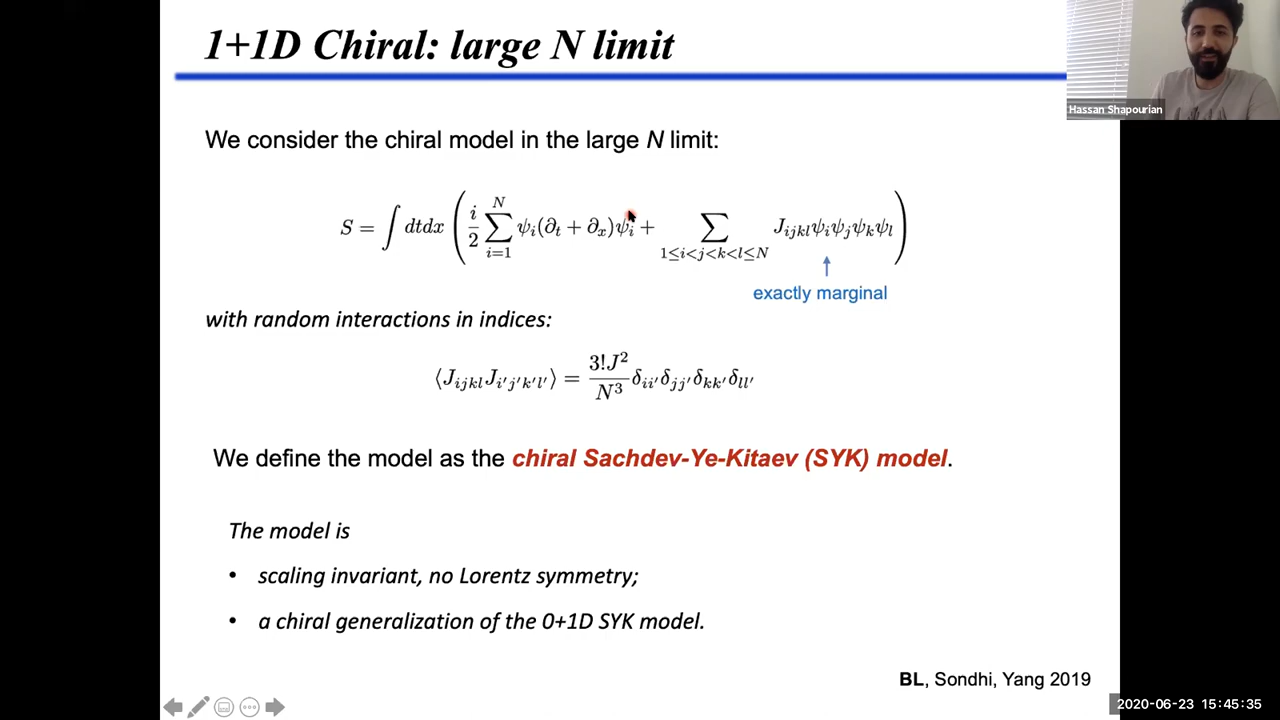 1+1D Chiral: large N limit
Hassan Shapourian
We consider the chiral model in the large N limit:
S = ∫ dtdx ( i/2 ∑_{i=1}^{N} ψ_i(∂_t + ∂_x)ψ_i + ∑_{1≤i<j<k<l≤N} J_{ijkl}ψ_iψ_jψ_kψ_l )
exactly marginal
with random interactions in indices:
⟨J_{ijkl}J_{i'j'k'l'}⟩ = 3!J²/N³ δ_{ii'}δ_{jj'}δ_{kk'}δ_{ll'}
We define the model as the chiral Sachdev-Ye-Kitaev (SYK) model.
The model is
• scaling invariant, no Lorentz symmetry;
• a chiral generalization of the 0+1D SYK model.
BL, Sondhi, Yang 2019
2020-06-23 15:45:35